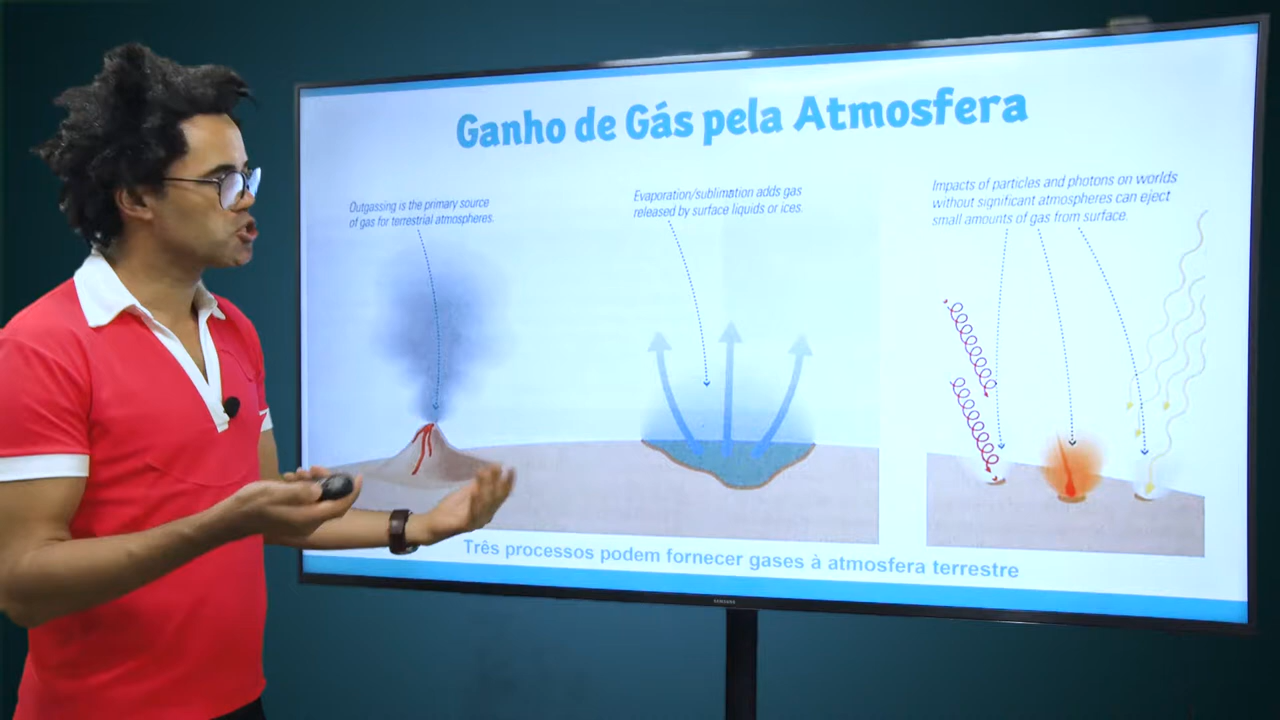 Ganho de Gás pela Atmosfera
Outgassing is the primary source
of gas for terrestrial atmospheres.
Evaporation/sublimation adds gas
released by surface liquids or ices.
Impacts of particles and photons on worlds
without significant atmospheres can eject
small amounts of gas from surface.
Três processos podem fornecer gases à atmosfera terrestre
SAMSUNG